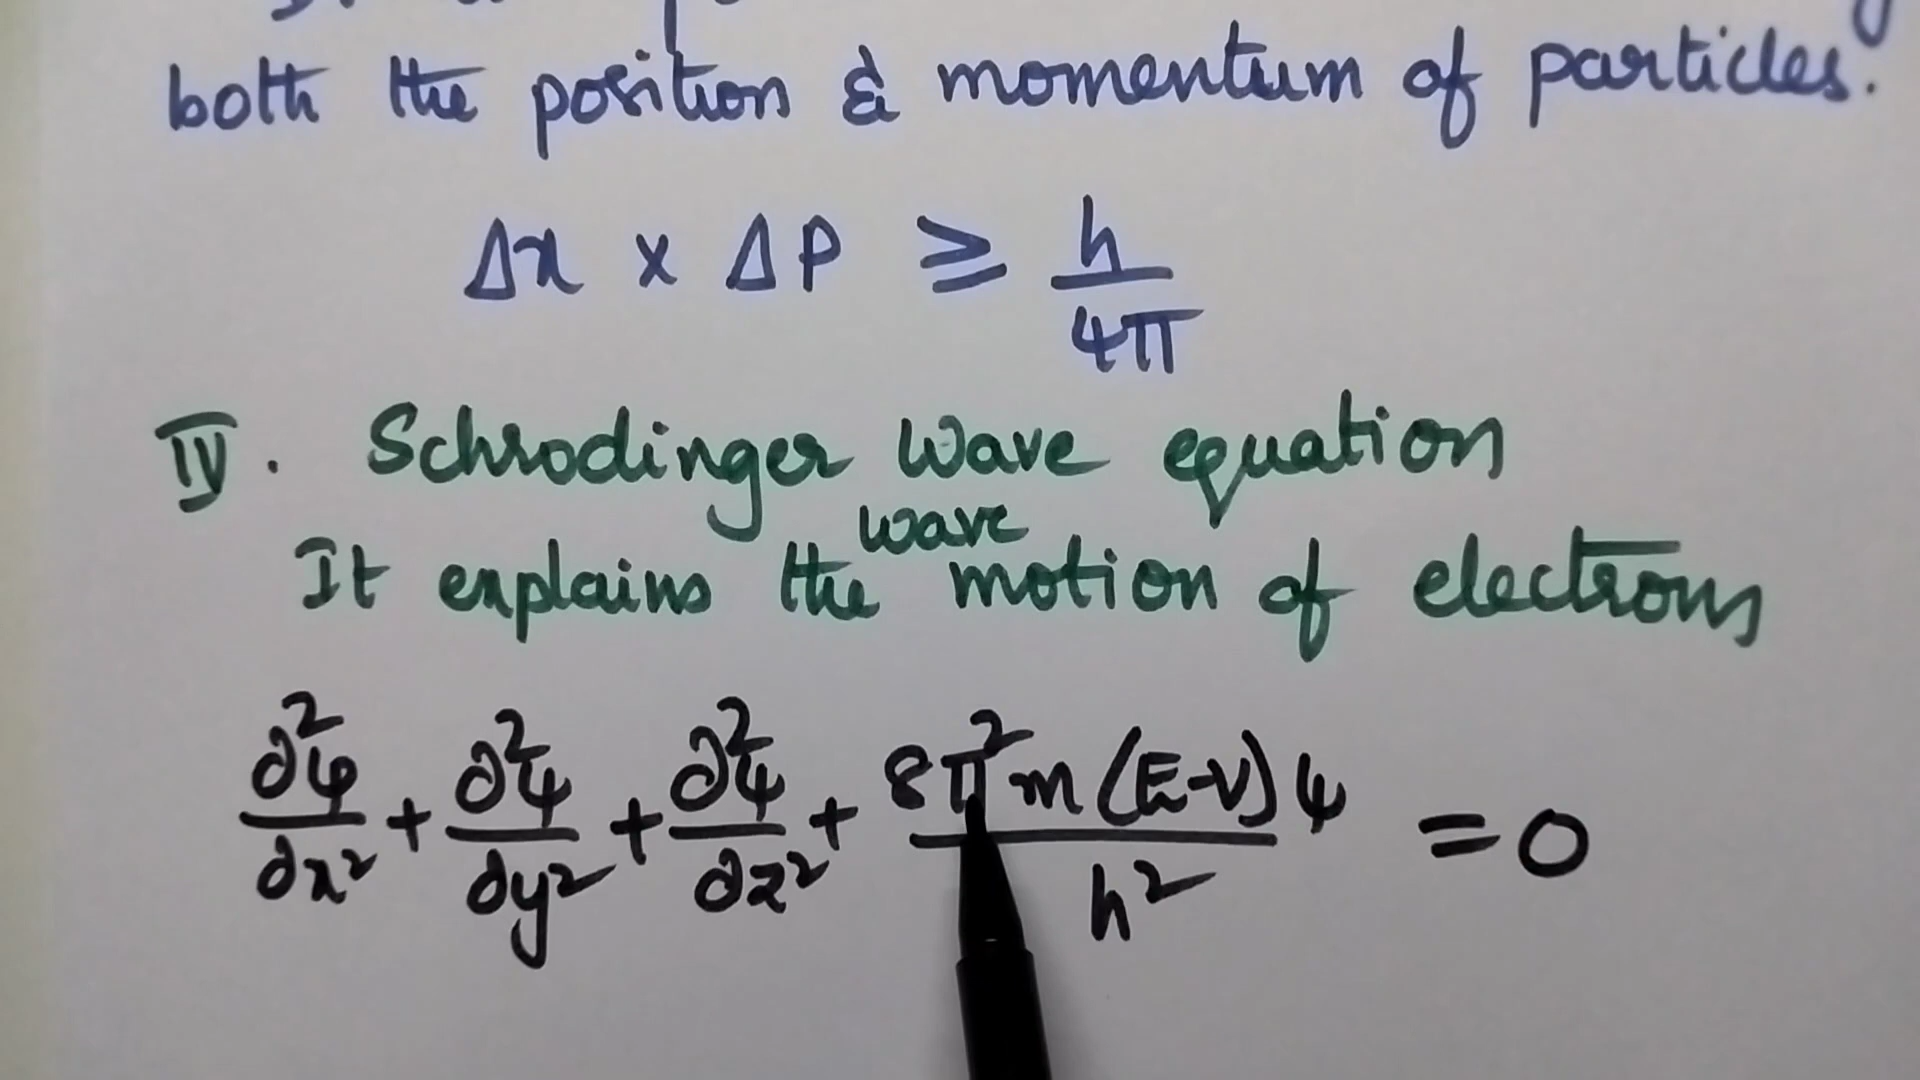 both the position & momentum of particles.
Δx × ΔP ≥ h/4π
IV. Schrodinger Wave equation
It explains the wave motion of electrons
∂²ψ/∂x² + ∂²ψ/∂y² + ∂²ψ/∂z² + 8π²m(E-V)ψ/h² = 0